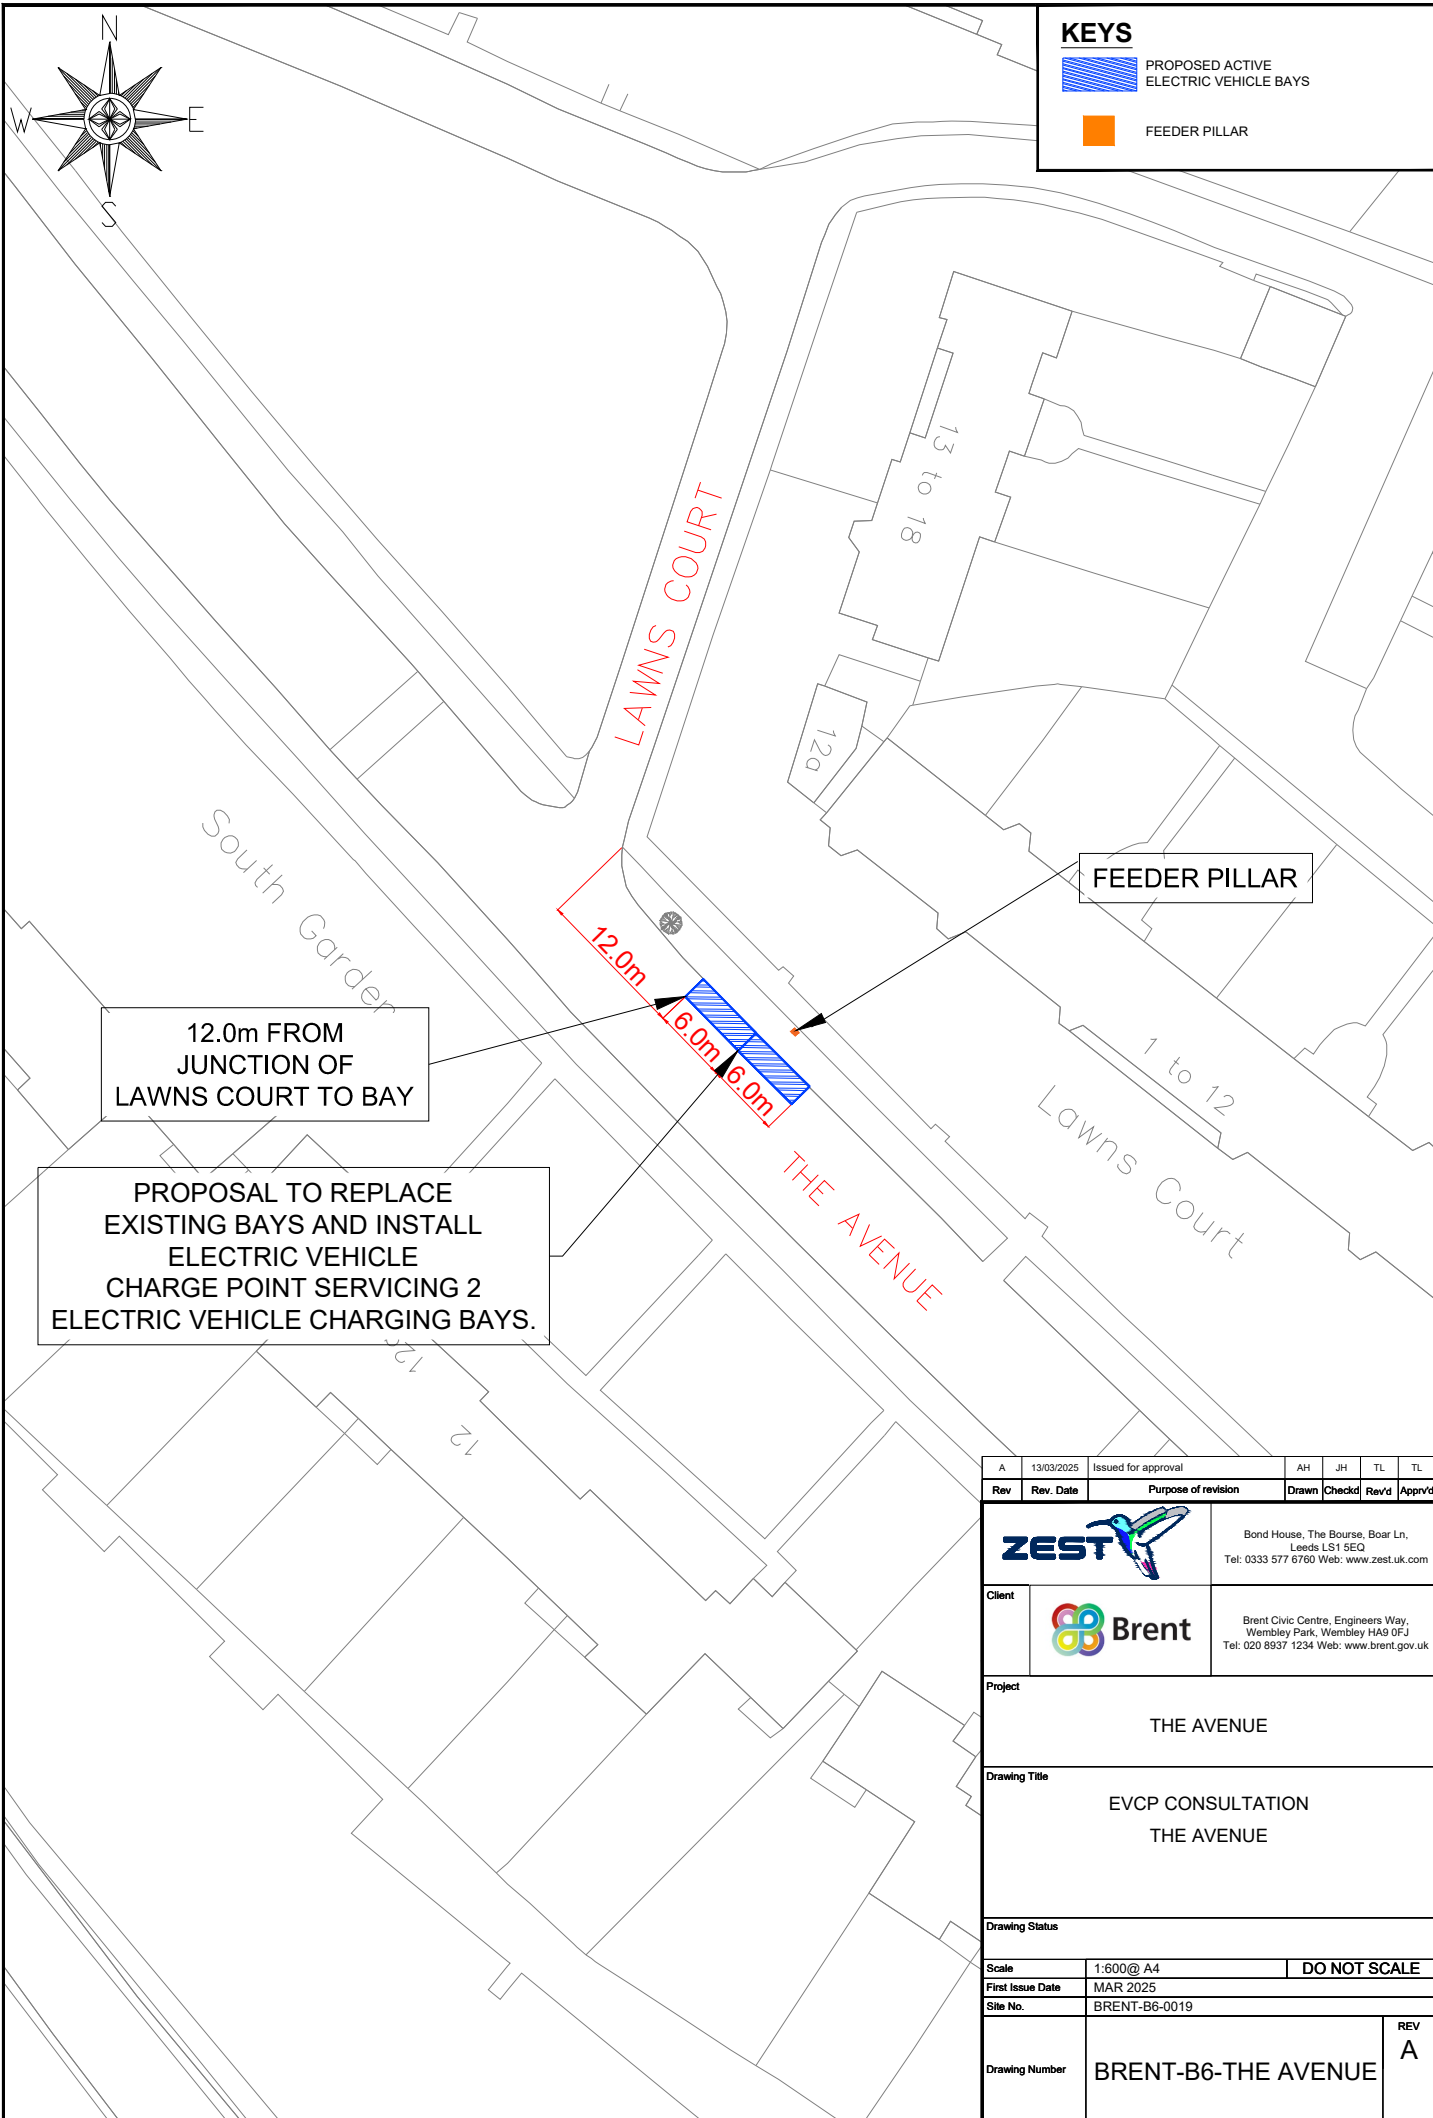 N
W
E
S
KEYS
PROPOSED ACTIVE
ELECTRIC VEHICLE BAYS
FEEDER PILLAR
LAWNS COURT
13 to 18
12a
South Garden
FEEDER PILLAR
12.0m
6.0m
6.0m
12.0m FROM
JUNCTION OF
LAWNS COURT TO BAY
1 to 12
Lawns Court
THE AVENUE
PROPOSAL TO REPLACE
EXISTING BAYS AND INSTALL
ELECTRIC VEHICLE
CHARGE POINT SERVICING 2
ELECTRIC VEHICLE CHARGING BAYS.
12
A 13/03/2025 Issued for approval AH JH TL TL
Rev Rev. Date Purpose of revision Drawn Checkd Rev'd Apprv'd
ZEST
Bond House, The Bourse, Boar Ln,
Leeds LS1 5EQ
Tel: 0333 577 6760 Web: www.zest.uk.com
Client
Brent
Brent Civic Centre, Engineers Way,
Wembley Park, Wembley HA9 0FJ
Tel: 020 8937 1234 Web: www.brent.gov.uk
Project
THE AVENUE
Drawing Title
EVCP CONSULTATION
THE AVENUE
Drawing Status
Scale 1:600@ A4 DO NOT SCALE
First Issue Date MAR 2025
Site No. BRENT-B6-0019
Drawing Number BRENT-B6-THE AVENUE
REV
A